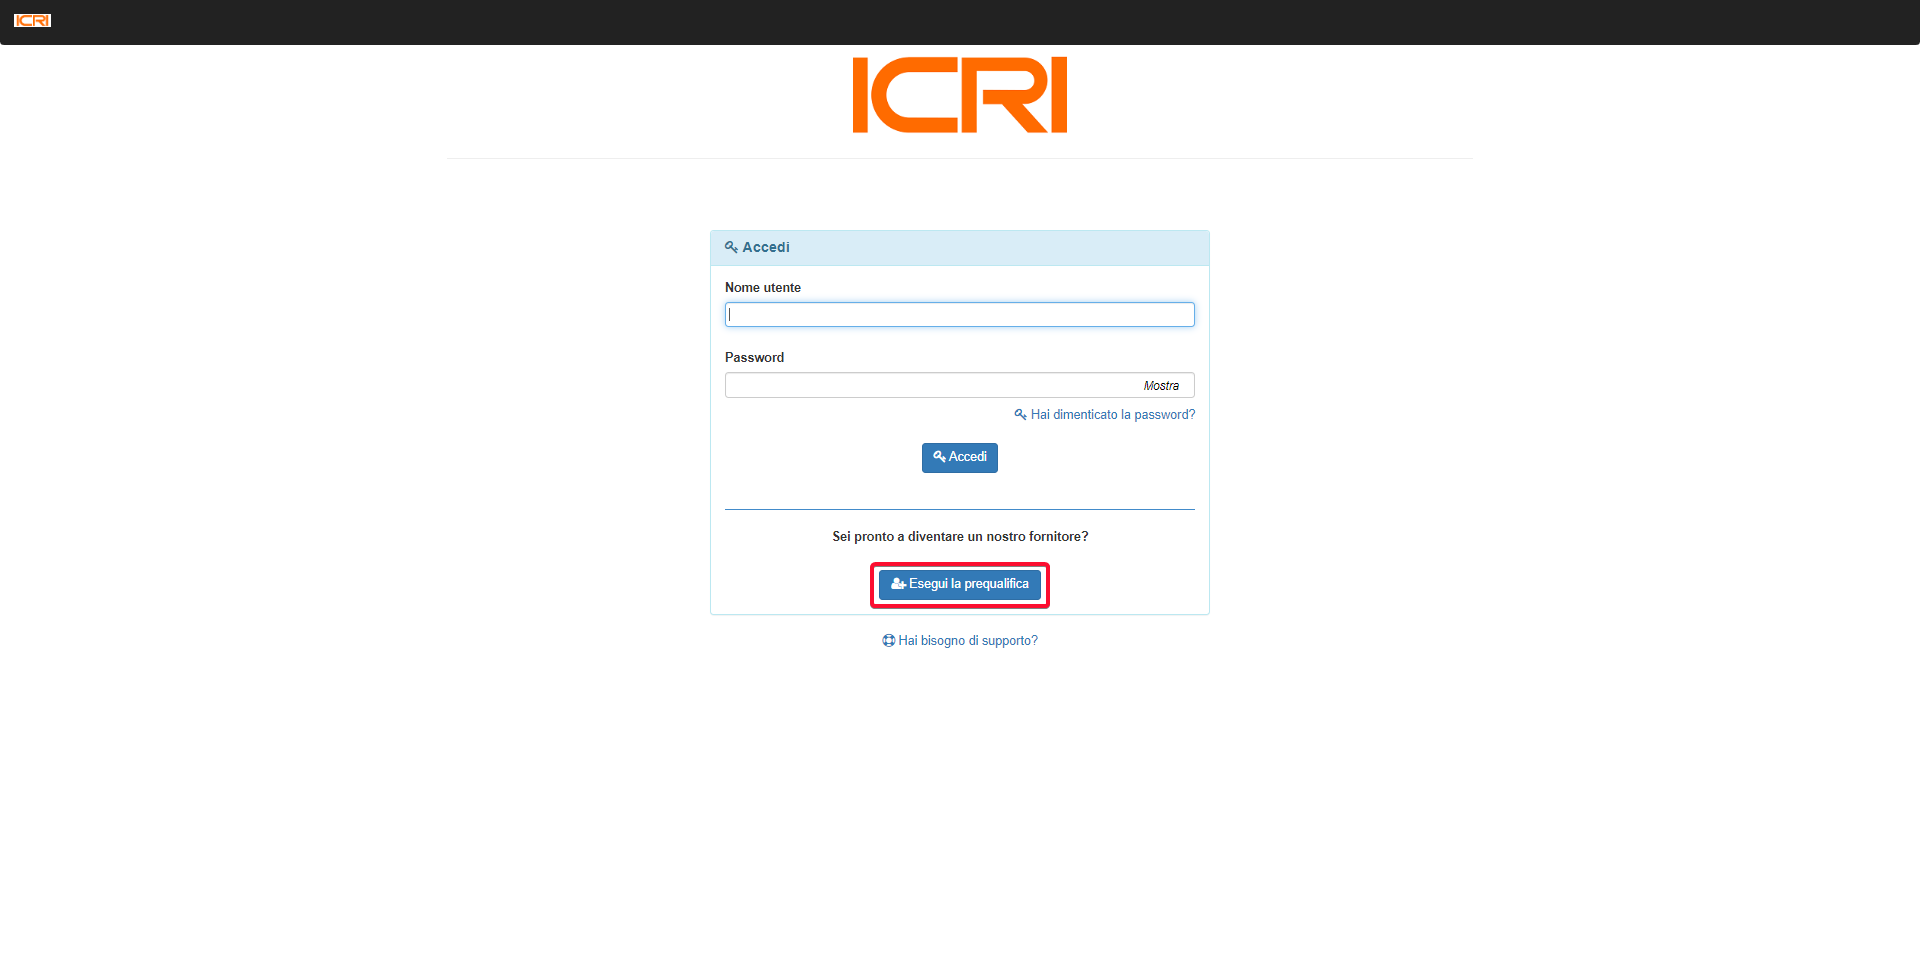 ICRI
ICRI
Accedi
Nome utente
Password
Mostra
Hai dimenticato la password?
Accedi
Sei pronto a diventare un nostro fornitore?
Esegui la prequalifica
Hai bisogno di supporto?